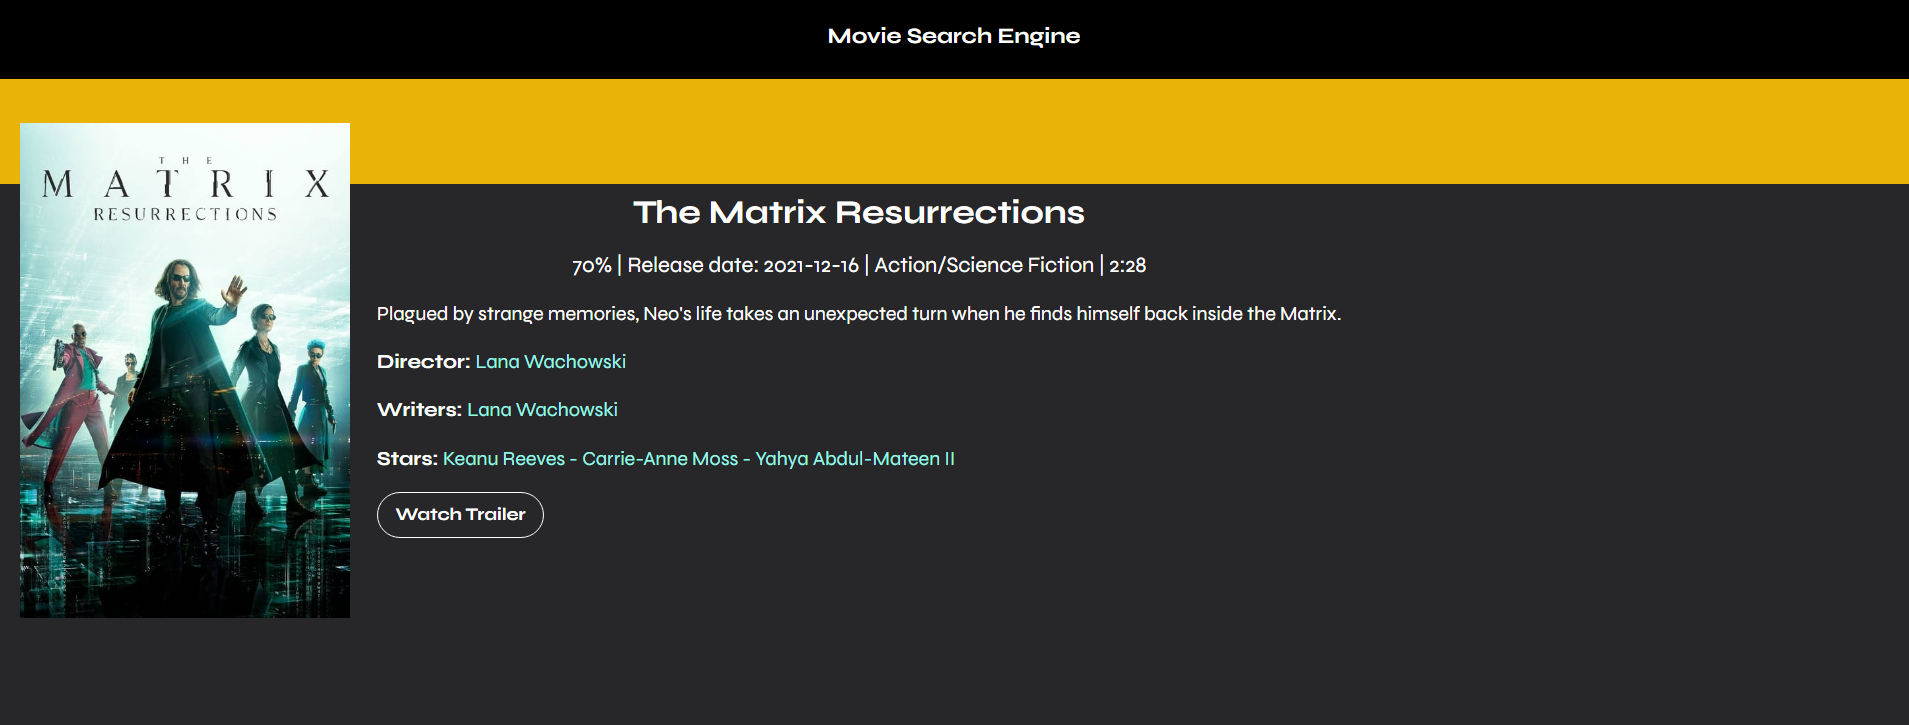 Movie Search Engine
THE
MATRIX
RESURRECTIONS
The Matrix Resurrections
70% | Release date: 2021-12-16 | Action/Science Fiction | 2:28
Plagued by strange memories, Neo's life takes an unexpected turn when he finds himself back inside the Matrix.
Director: Lana Wachowski
Writers: Lana Wachowski
Stars: Keanu Reeves - Carrie-Anne Moss - Yahya Abdul-Mateen II
Watch Trailer